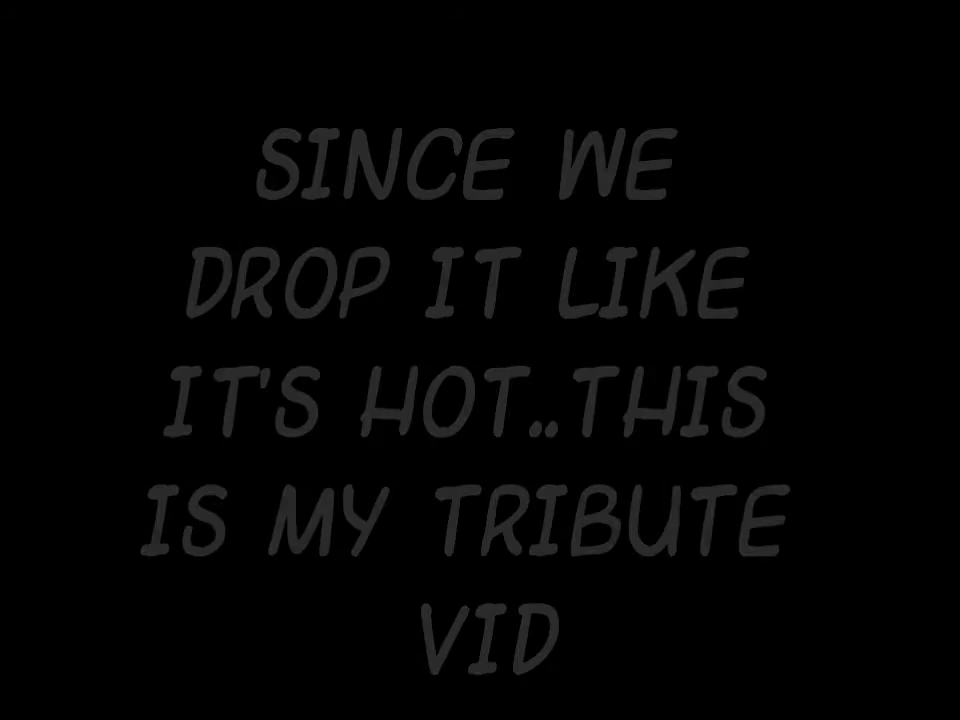 SINCE WE
DROP IT LIKE
IT'S HOT..THIS
IS MY TRIBUTE
VID